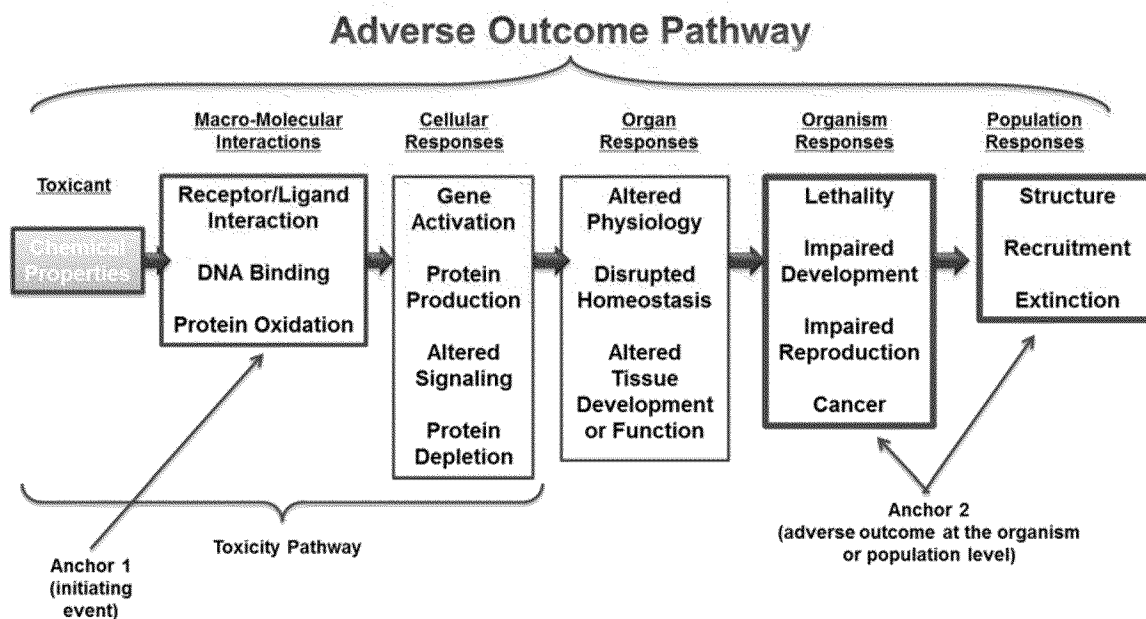 Adverse Outcome Pathway
Toxicant
Chemical
Properties
Macro-Molecular
Interactions
Receptor/Ligand
Interaction
DNA Binding
Protein Oxidation
Cellular
Responses
Gene
Activation
Protein
Production
Altered
Signaling
Protein
Depletion
Organ
Responses
Altered
Physiology
Disrupted
Homeostasis
Altered
Tissue
Development
or Function
Organism
Responses
Lethality
Impaired
Development
Impaired
Reproduction
Cancer
Population
Responses
Structure
Recruitment
Extinction
Toxicity Pathway
Anchor 1
(initiating
event)
Anchor 2
(adverse outcome at the organism
or population level)